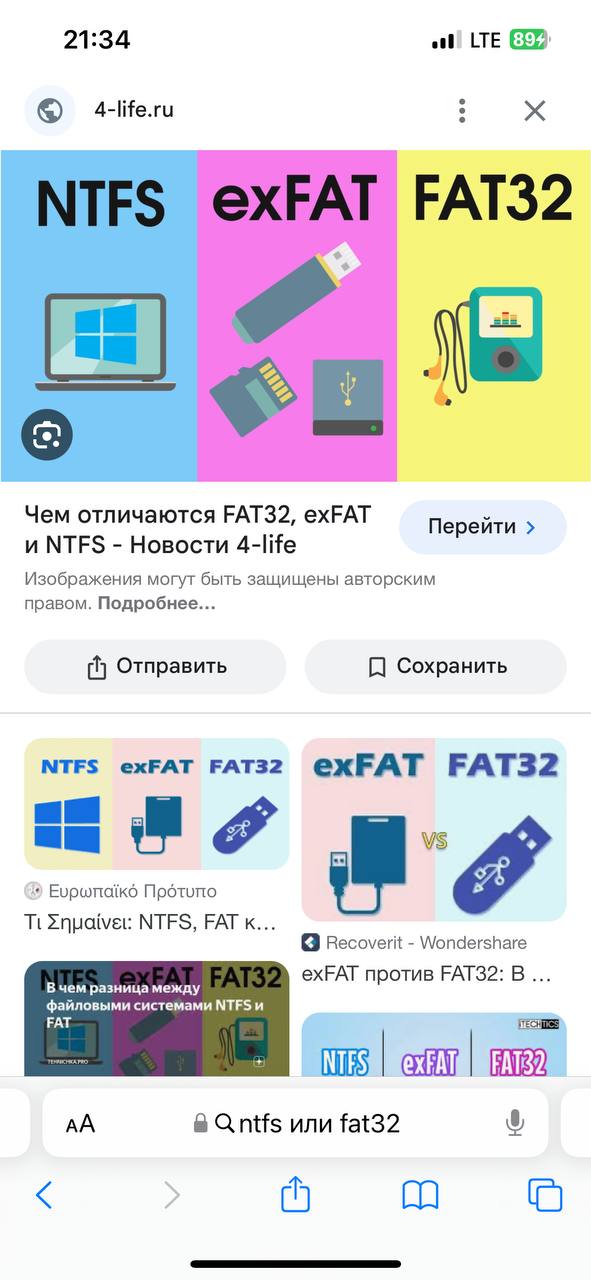 21:34
LTE 89
4-life.ru
NTFS
exFAT
FAT32
Чем отличаются FAT32, exFAT
и NTFS - Новости 4-life
Перейти
Изображения могут быть защищены авторским
правом. Подробнее...
Отправить
Сохранить
NTFS
exFAT
FAT32
Ευρωπαϊκό Πρότυπο
Τι Σημαίνει: NTFS, FAT κ...
exFAT
VS
FAT32
Recoverit - Wondershare
exFAT против FAT32: В ...
NTFS
exFAT
FAT32
В чем разница между
файловыми системами NTFS и
FAT
TEHNICHKA.PRO
iTECHTICS
NTFS
exFAT
FAT32
AA
ntfs или fat32